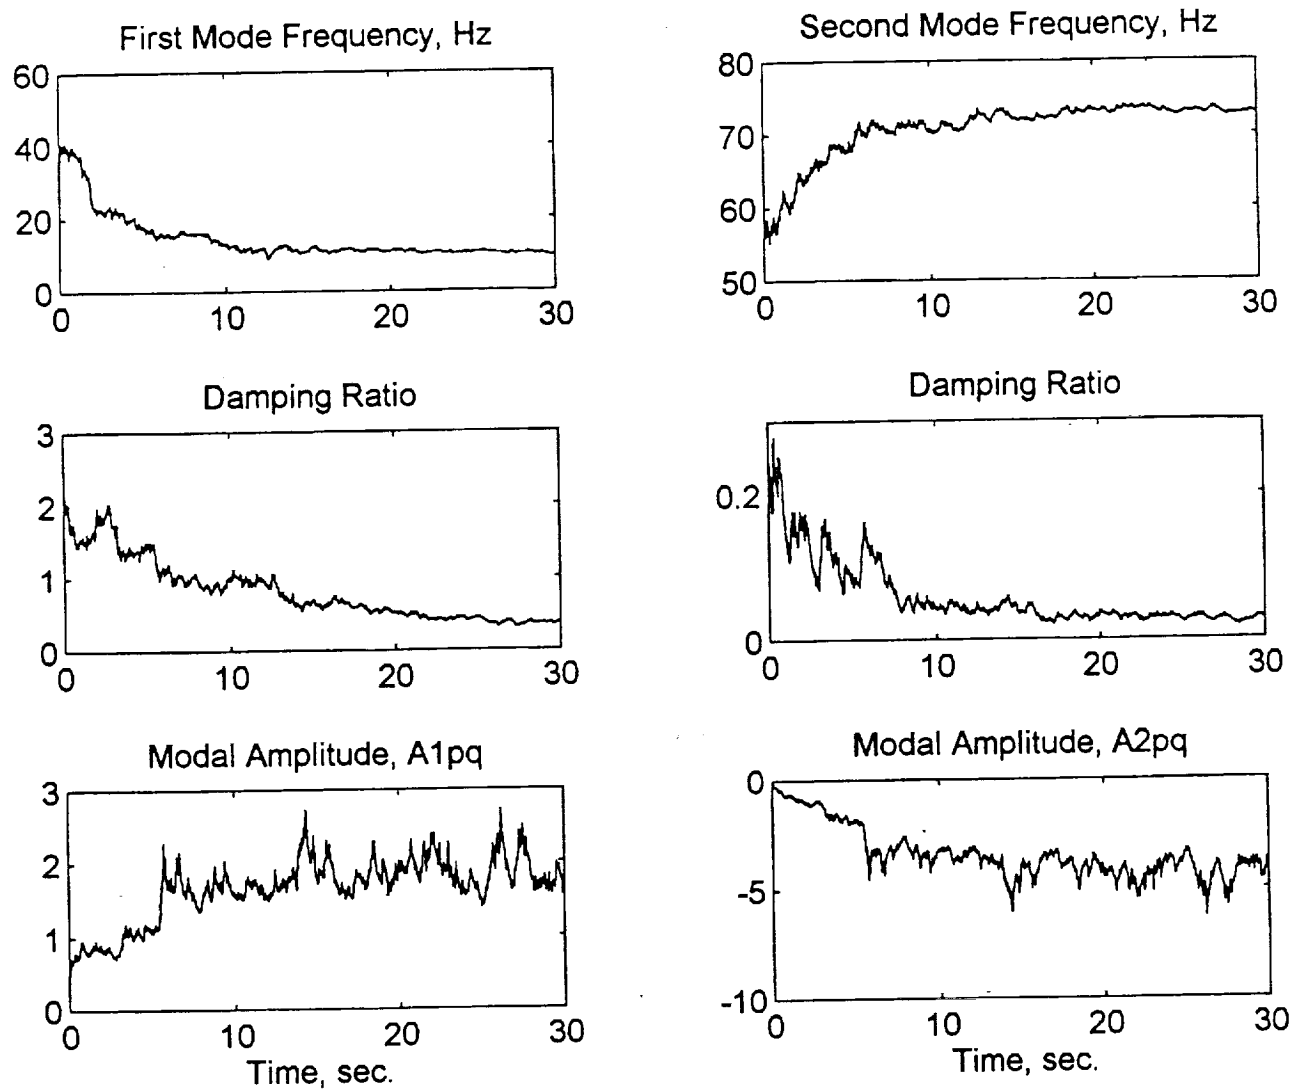 First Mode Frequency, Hz
60
40
20
0
0 10 20 30
Second Mode Frequency, Hz
80
70
60
50
0 10 20 30
Damping Ratio
3
2
1
0
0 10 20 30
Damping Ratio
0.2
0
0 10 20 30
Modal Amplitude, A1pq
3
2
1
0
0 10 20 30
Time, sec.
Modal Amplitude, A2pq
0
-5
-10
0 10 20 30
Time, sec.